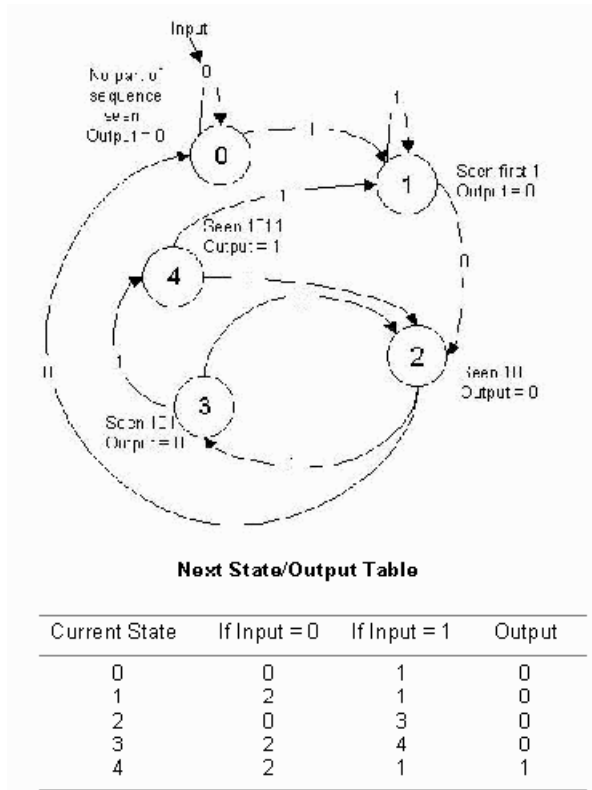 Input
0
No part of
sequence
seen
Output = 0
0
1
1
1
Seen first 1
Output = 0
1
Seen 1011
Output = 1
4
0
2
Output = 0
0
1
3
Seen 101
Output = 0
Next State/Output Table
Current State If Input = 0 If Input = 1 Output
0 0 1 0
1 2 1 0
2 0 3 0
3 2 4 0
4 2 1 1